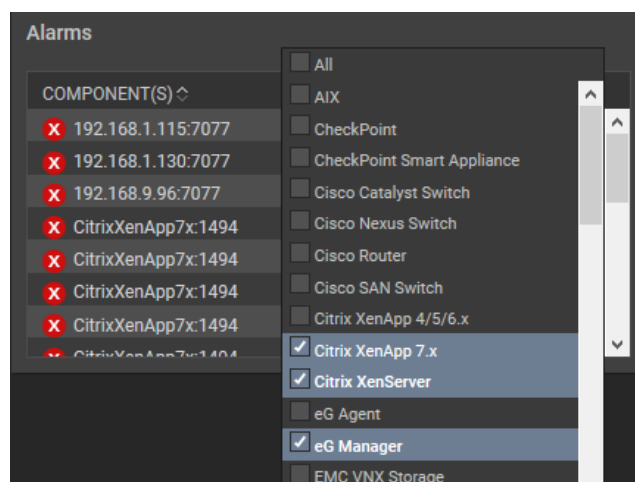 Alarms
COMPONENT(S)
192.168.1.115:7077
192.168.1.130:7077
192.168.9.96:7077
CitrixXenApp7x:1494
CitrixXenApp7x:1494
CitrixXenApp7x:1494
CitrixXenApp7x:1494
CitrixXenApp7x:1494
All
AIX
CheckPoint
CheckPoint Smart Appliance
Cisco Catalyst Switch
Cisco Nexus Switch
Cisco Router
Cisco SAN Switch
Citrix XenApp 4/5/6.x
Citrix XenApp 7.x
Citrix XenServer
eG Agent
eG Manager
EMC VNX Storage